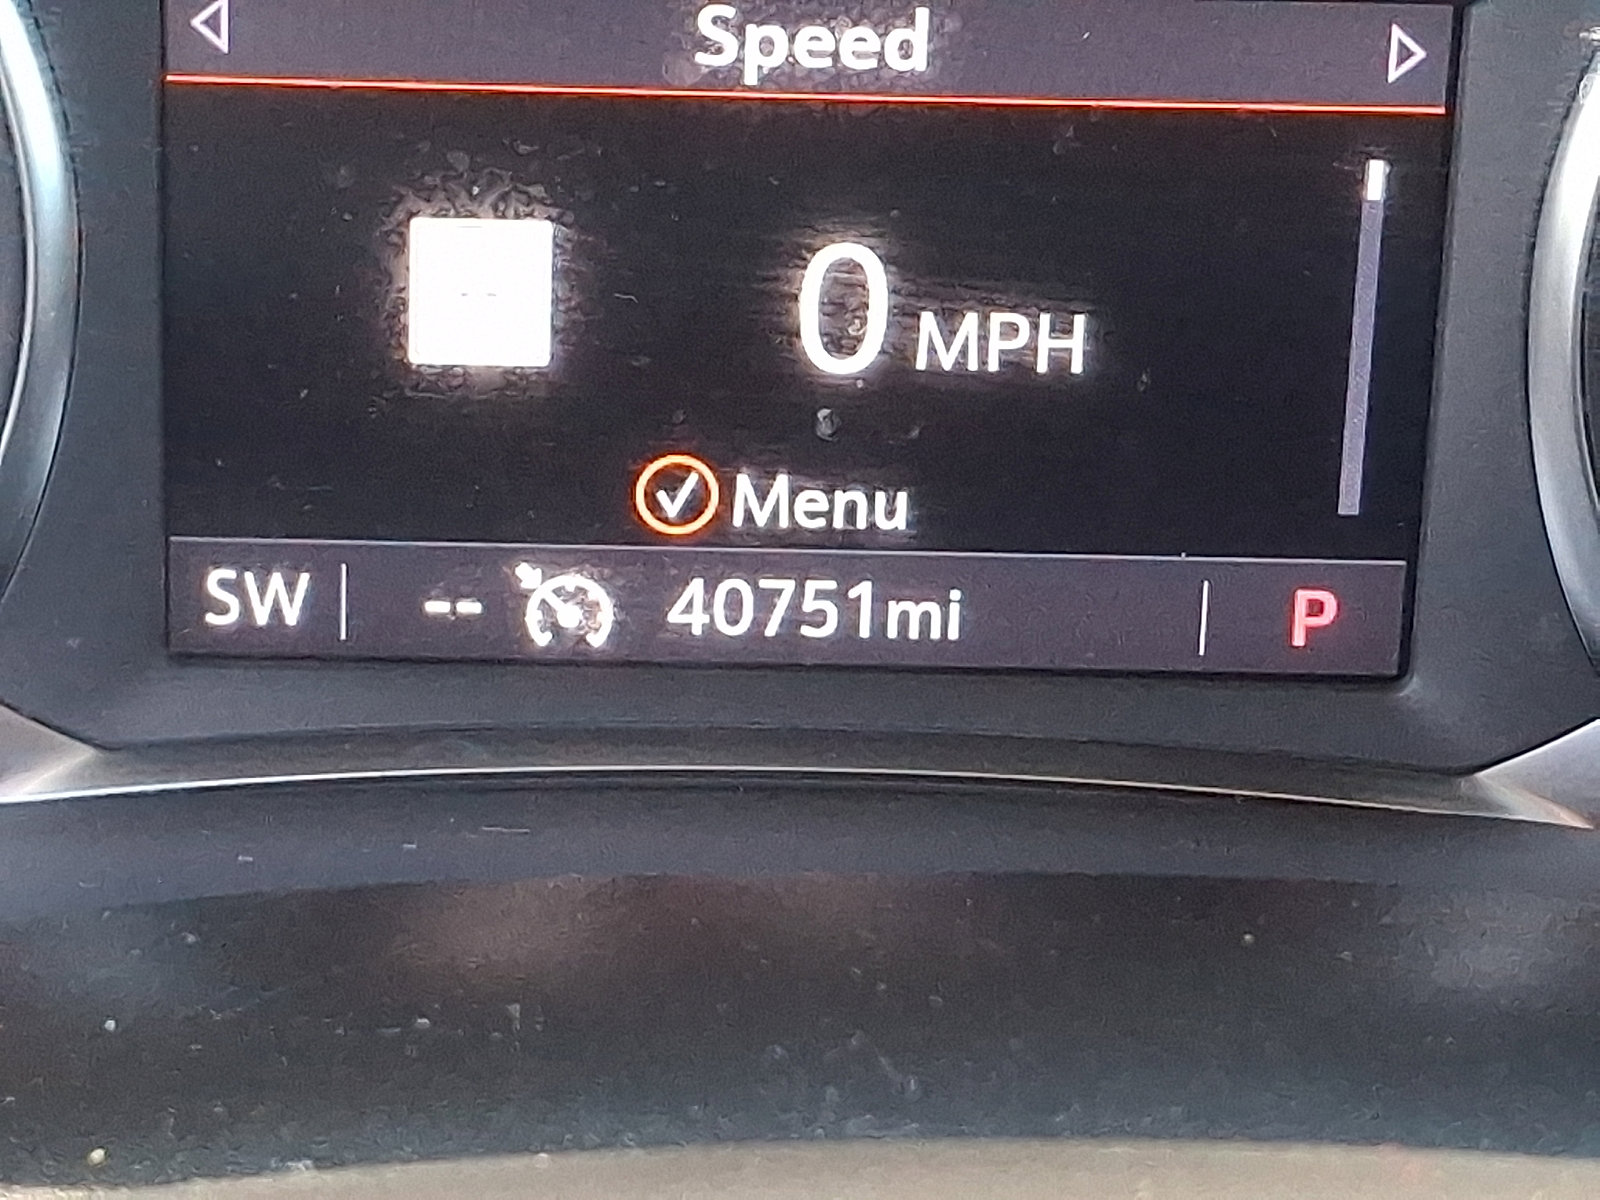 Speed
--
0 MPH
Menu
SW -- 40751mi P